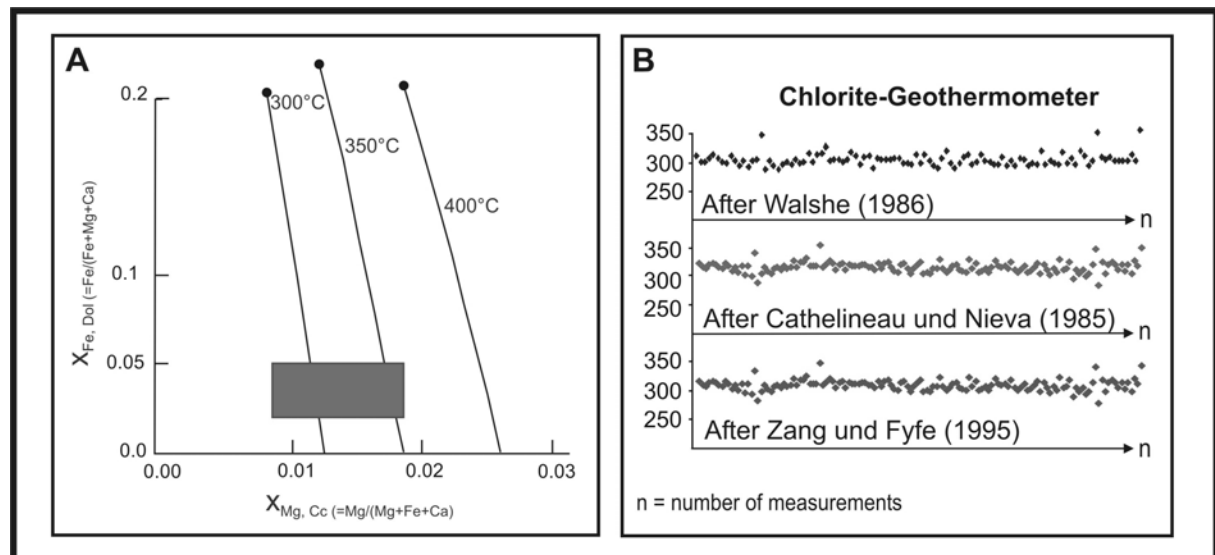 A
0.2
300°C
350°C
400°C
0.1
0.05
0.0
0.00
0.01
0.02
0.03
X Fe, Dol (=Fe/(Fe+Mg+Ca)
X Mg, Cc (=Mg/(Mg+Fe+Ca)
B
Chlorite-Geothermometer
350
300
250
After Walshe (1986)
n
350
300
250
After Cathelineau und Nieva (1985)
n
350
300
250
After Zang und Fyfe (1995)
n
n = number of measurements